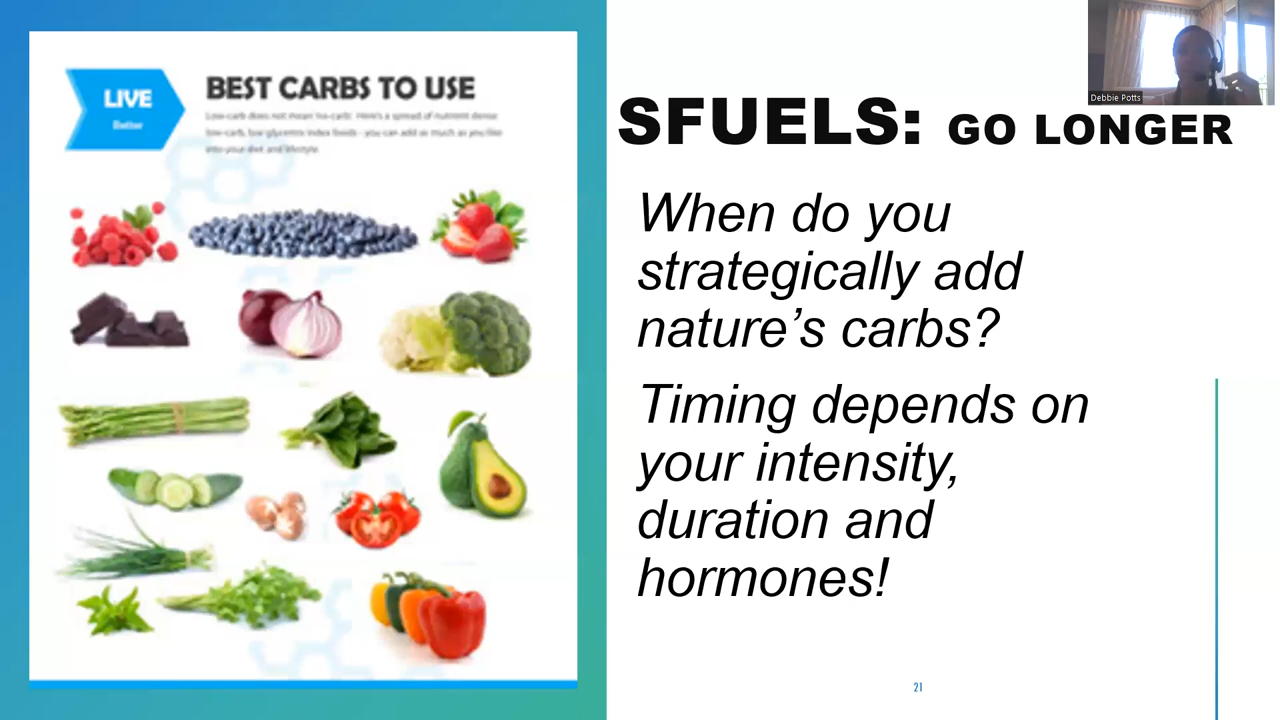 LIVE
Better
BEST CARBS TO USE
Low-carb does not mean no-carb! Here's a spread of nutrient dense
low-carb, low glycemic index foods - you can add as much as you like
into your diet and lifestyle.
Debbie Potts
SFUELS: GO LONGER
When do you
strategically add
nature's carbs?
Timing depends on
your intensity,
duration and
hormones!
21